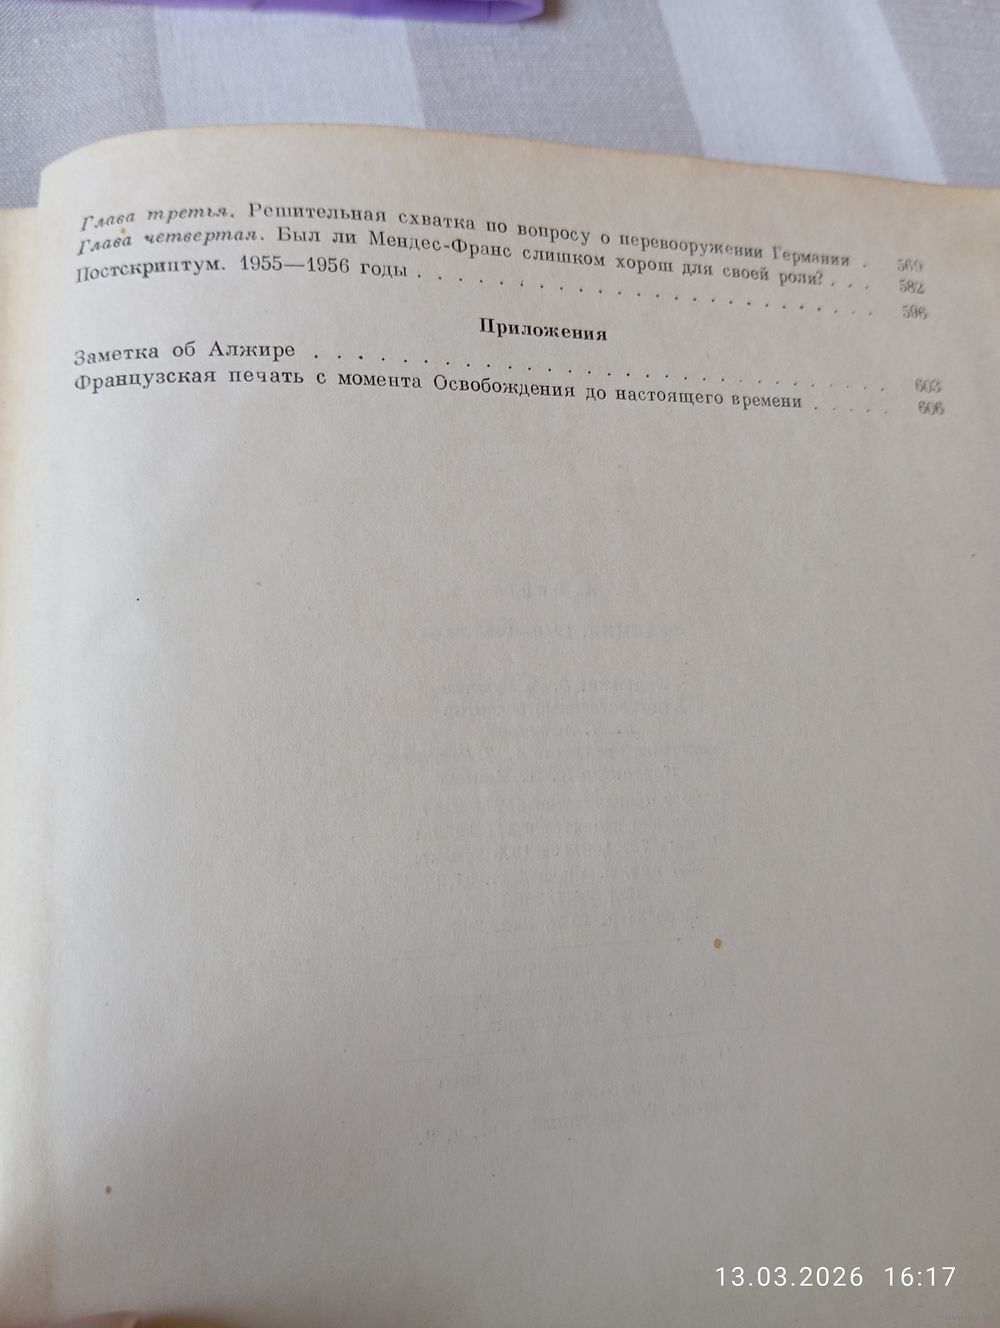 Глава третья. Решительная схватка по вопросу о перевооружении Германии . 569
Глава четвертая. Был ли Мендес-Франс слишком хорош для своей роли? . . . 582
Постскриптум. 1955—1956 годы . . . . . . . . . . . . . . . . . . . . 596
Приложения
Заметка об Алжире . . . . . . . . . . . . . . . . . . . . . . . . 603
Французская печать с момента Освобождения до настоящего времени . . . . . 606
13.03.2026 16:17